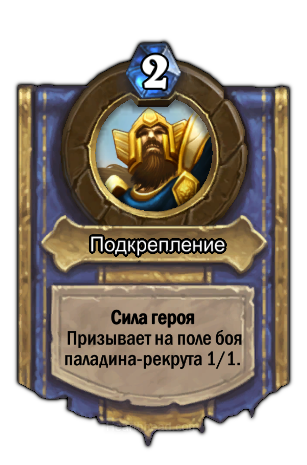 2
Подкрепление
Сила героя
Призывает на поле боя
паладина-рекрута 1/1.